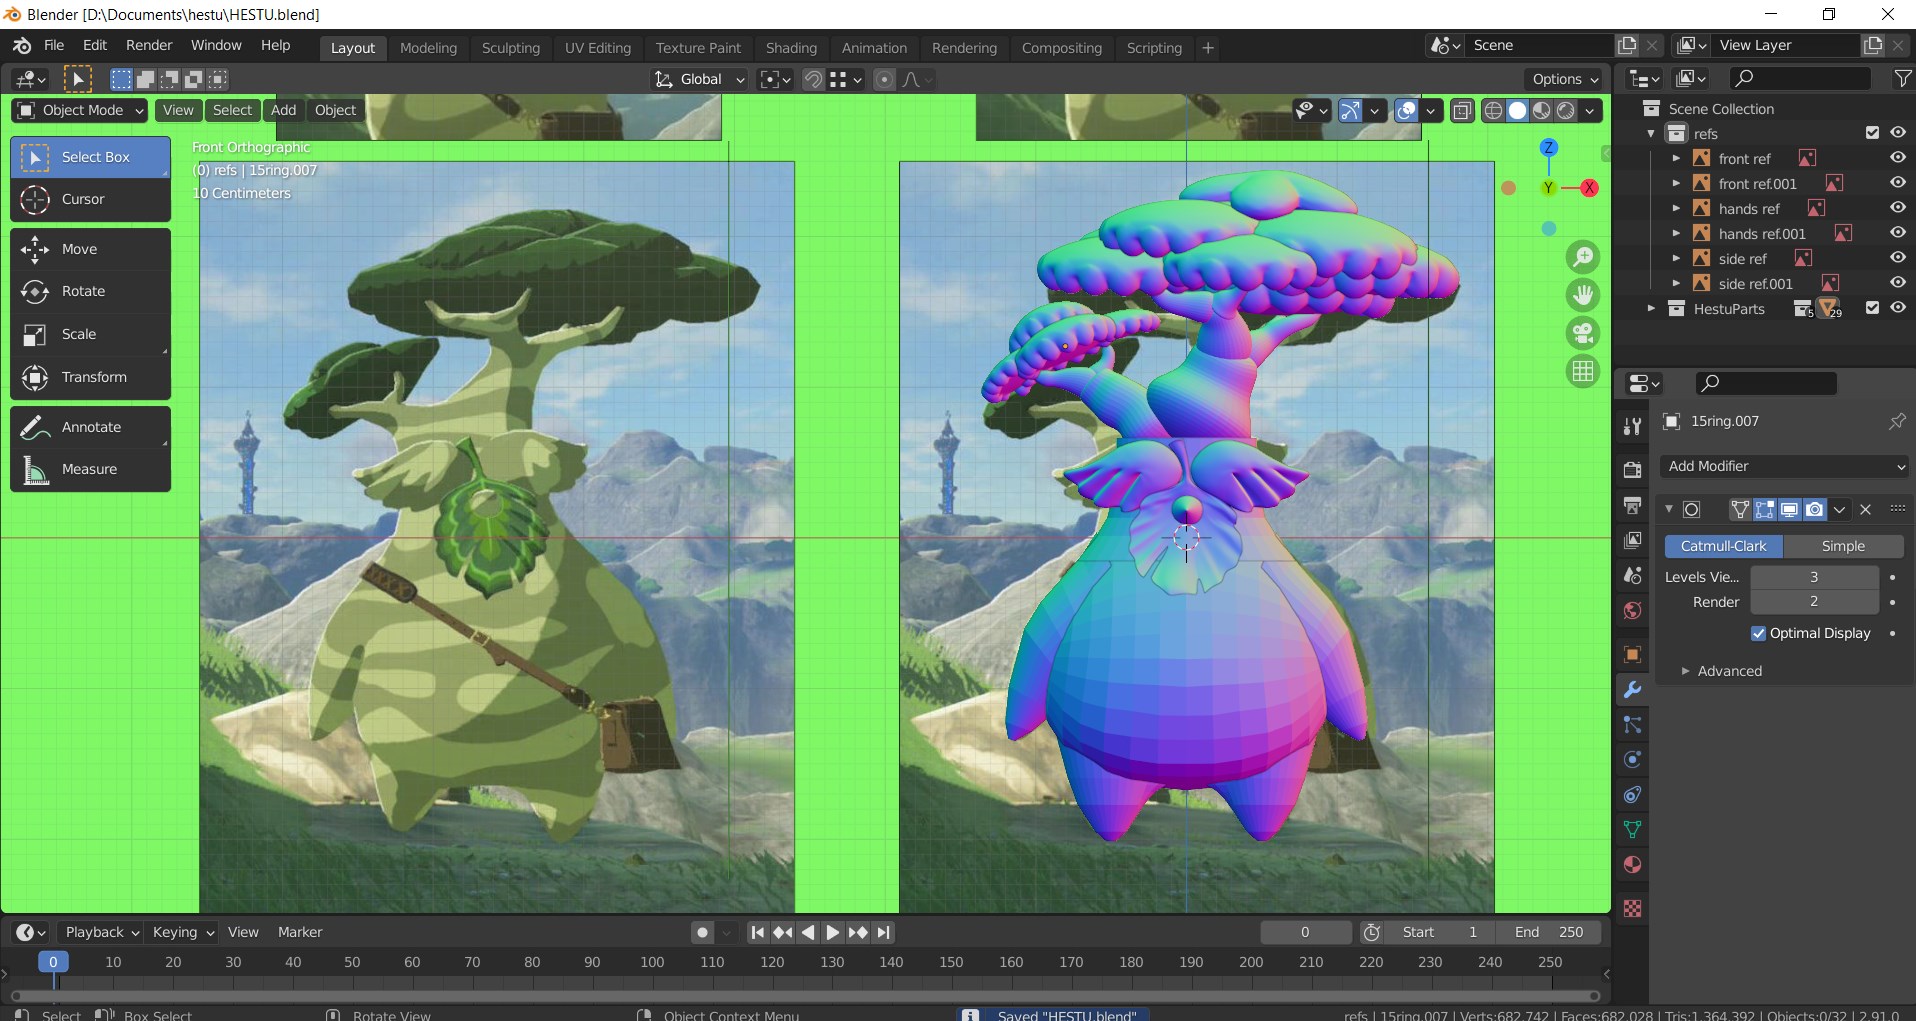 Blender [D:\Documents\hestu\HESTU.blend]
File Edit Render Window Help
Layout Modeling Sculpting UV Editing Texture Paint Shading Animation Rendering Compositing Scripting +
Scene
View Layer
Global
Options
Object Mode View Select Add Object
Select Box
Cursor
Move
Rotate
Scale
Transform
Annotate
Measure
Front Orthographic
(0) refs | 15ring.007
10 Centimeters
Z
Y
X
Scene Collection
refs
front ref
front ref.001
hands ref
hands ref.001
side ref
side ref.001
HestuParts 5 29
15ring.007
Add Modifier
Catmull-Clark Simple
Levels Vie... 3
Render 2
Optimal Display
Advanced
Playback Keying View Marker
0
Start 1
End 250
0 10 20 30 40 50 60 70 80 90 100 110 120 130 140 150 160 170 180 190 200 210 220 230 240 250
Select Box Select Rotate View Object Context Menu Saved "HESTU.blend" refs | 15ring.007 | Verts:682,742 | Faces:682,028 | Tris:1,364,392 | Objects:0/32 | 2.91.0